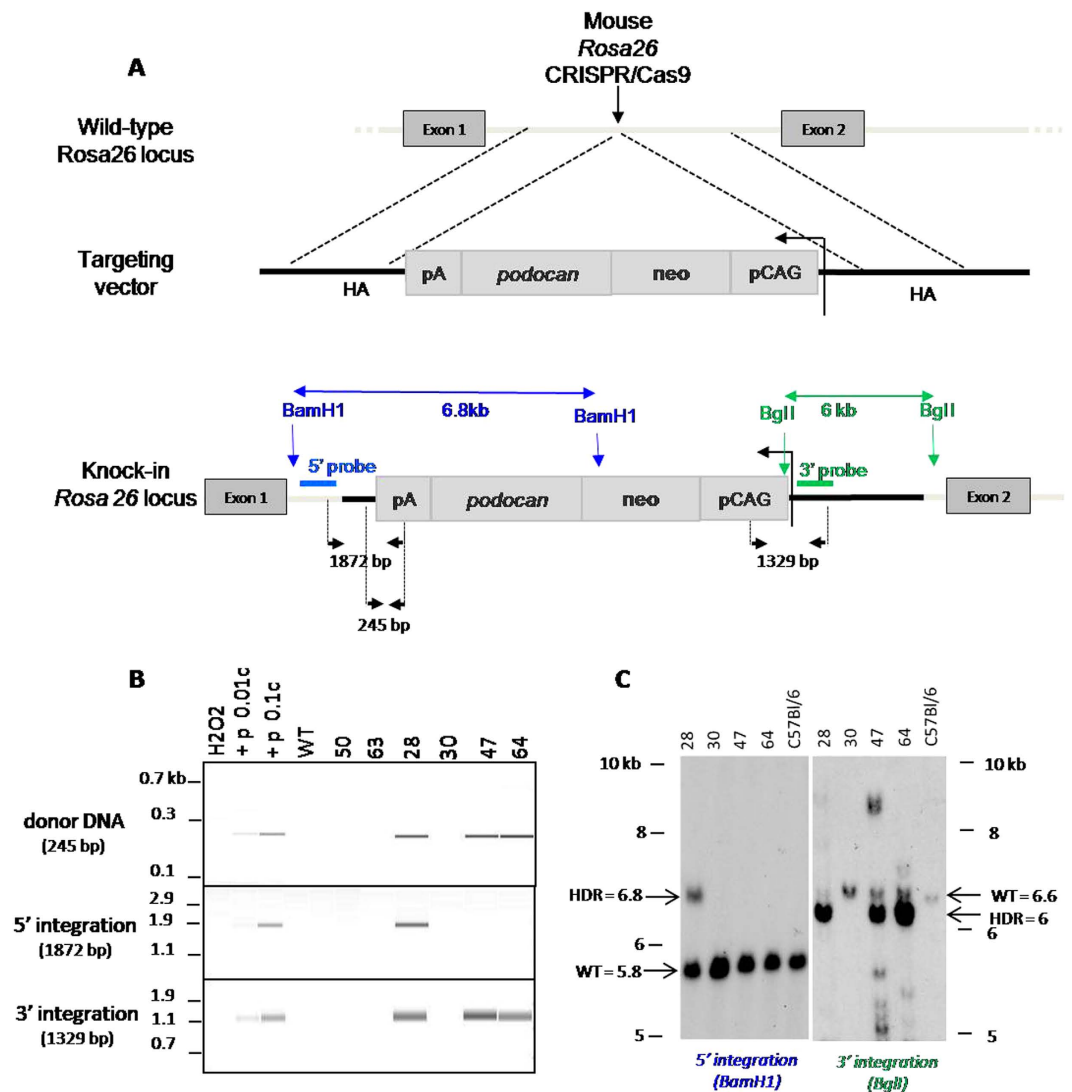 A
Mouse
Rosa26
CRISPR/Cas9
Wild-type
Rosa26 locus
Exon 1
Exon 2
Targeting
vector
HA
pA
podocan
neo
pCAG
HA
BamH1
6.8kb
BamH1
BglI
6 kb
BglI
Knock-in
Rosa 26 locus
5' probe
3' probe
Exon 1
pA
podocan
neo
pCAG
Exon 2
1872 bp
1329 bp
245 bp
B
H2O2
+ p 0.01c
+ p 0.1c
WT
50
63
28
30
47
64
donor DNA
(245 bp)
0.7 kb
0.3
0.1
5' integration
(1872 bp)
2.9
1.9
1.1
3' integration
(1329 bp)
1.9
1.1
0.7
C
28
30
47
64
C57Bl/6
28
30
47
64
C57Bl/6
10 kb
8
HDR = 6.8
6
WT = 5.8
5
10 kb
8
WT = 6.6
HDR = 6
6
5
5' integration
(BamH1)
3' integration
(BglI)